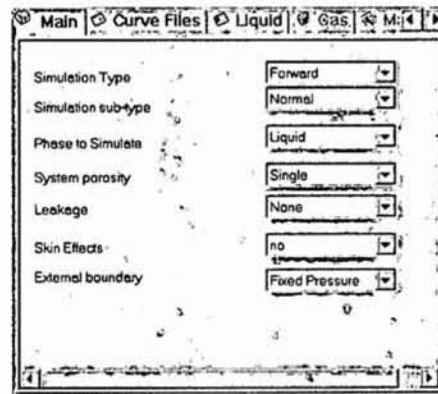 Main Curve Files Liquid Gas
Simulation Type Forward
Simulation sub-type Normal
Phase to Simulate Liquid
System porosity Single
Leakage None
Skin Effects no
External boundary Fixed Pressure